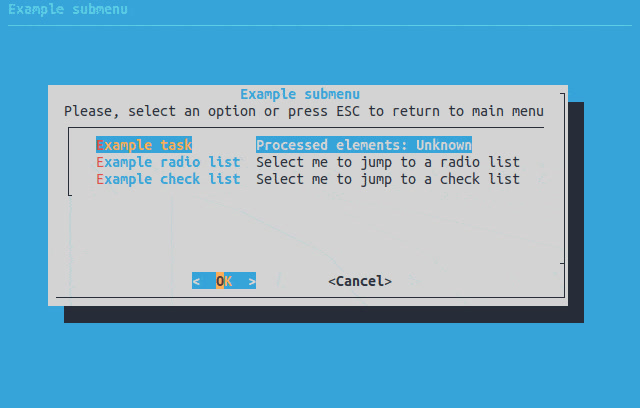 Example submenu
Example submenu
Please, select an option or press ESC to return to main menu
Example task Processed elements: Unknown
Example radio list Select me to jump to a radio list
Example check list Select me to jump to a check list
< OK > <Cancel>